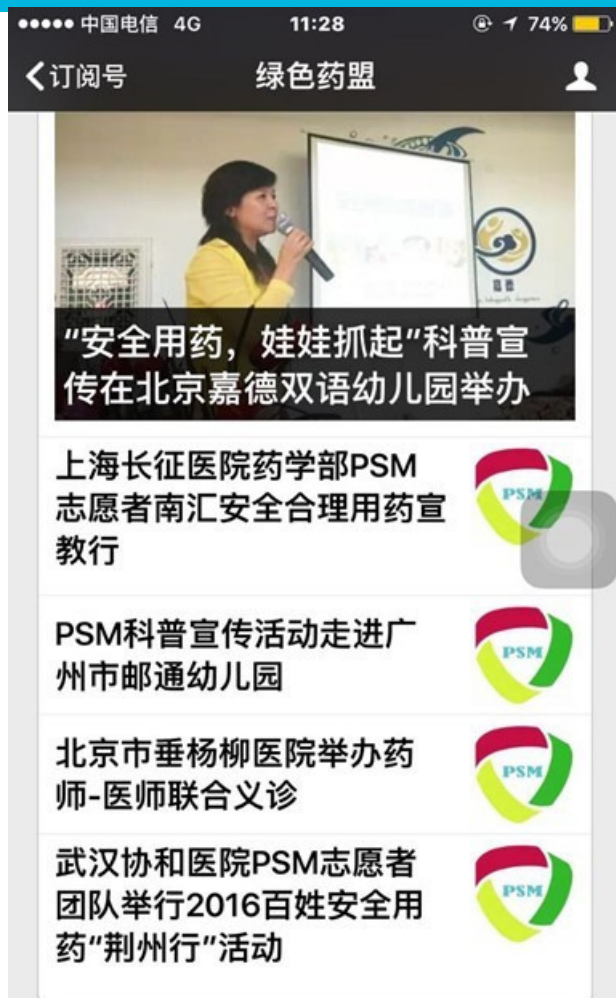 中国电信 4G 11:28 74%
订阅号 绿色药盟
嘉德
“安全用药，娃娃抓起”科普宣
传在北京嘉德双语幼儿园举办
上海长征医院药学部PSM
志愿者南汇安全合理用药宣
教行
PSM
PSM科普宣传活动走进广
州市邮通幼儿园
PSM
北京市垂杨柳医院举办药
师-医师联合义诊
PSM
武汉协和医院PSM志愿者
团队举行2016百姓安全用
药“荆州行”活动
PSM